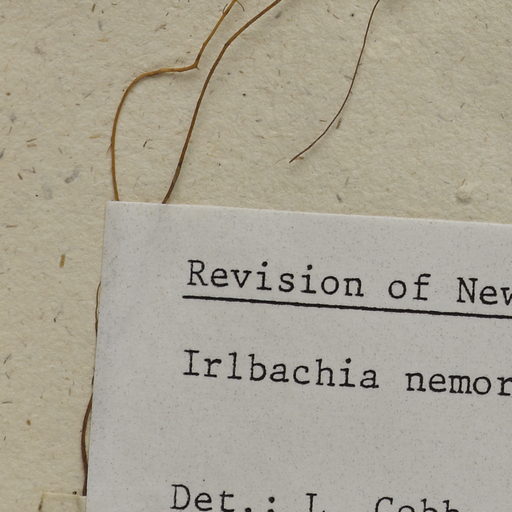 Revision of New
Irlbachia nemor
Det.: L. Cobb